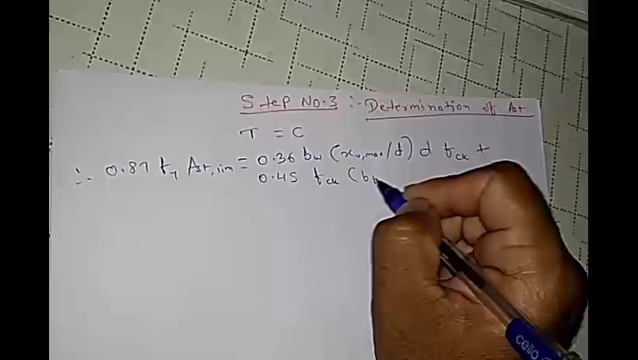 Step No.3 :- Determination of Ast
T = C
∴ 0.87 fy Ast,lim = 0.36 bw (xu,max/d) d fck +
0.45 fck (b
cello